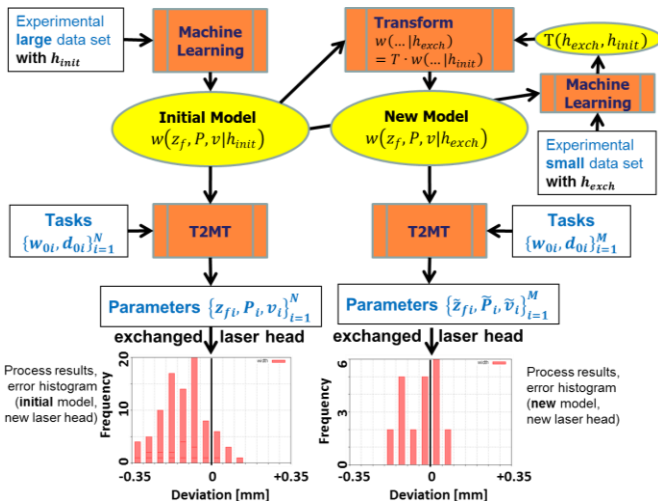 Experimental
large data set
with h_init
Machine
Learning
Transform
w(... |h_exch)
= T · w(... |h_init)
T(h_exch, h_init)
Machine
Learning
Initial Model
w(z_f, P, v|h_init)
New Model
w(z_f, P, v|h_exch)
Experimental
small data set
with h_exch
Tasks
{w_0i, d_0i}_{i=1}^N
T2MT
T2MT
Tasks
{w_0i, d_0i}_{i=1}^M
Parameters {z_fi, P_i, v_i}_{i=1}^N
Parameters {z̃_fi, P̃_i, ṽ_i}_{i=1}^M
exchanged laser head
exchanged laser head
Process results,
error histogram
(initial model,
new laser head)
Frequency
20
10
0
-0.35 0 +0.35
Deviation [mm]
Frequency
6
3
0
-0.35 0 +0.35
Deviation [mm]
Process results,
error histogram
(new model,
new laser head)